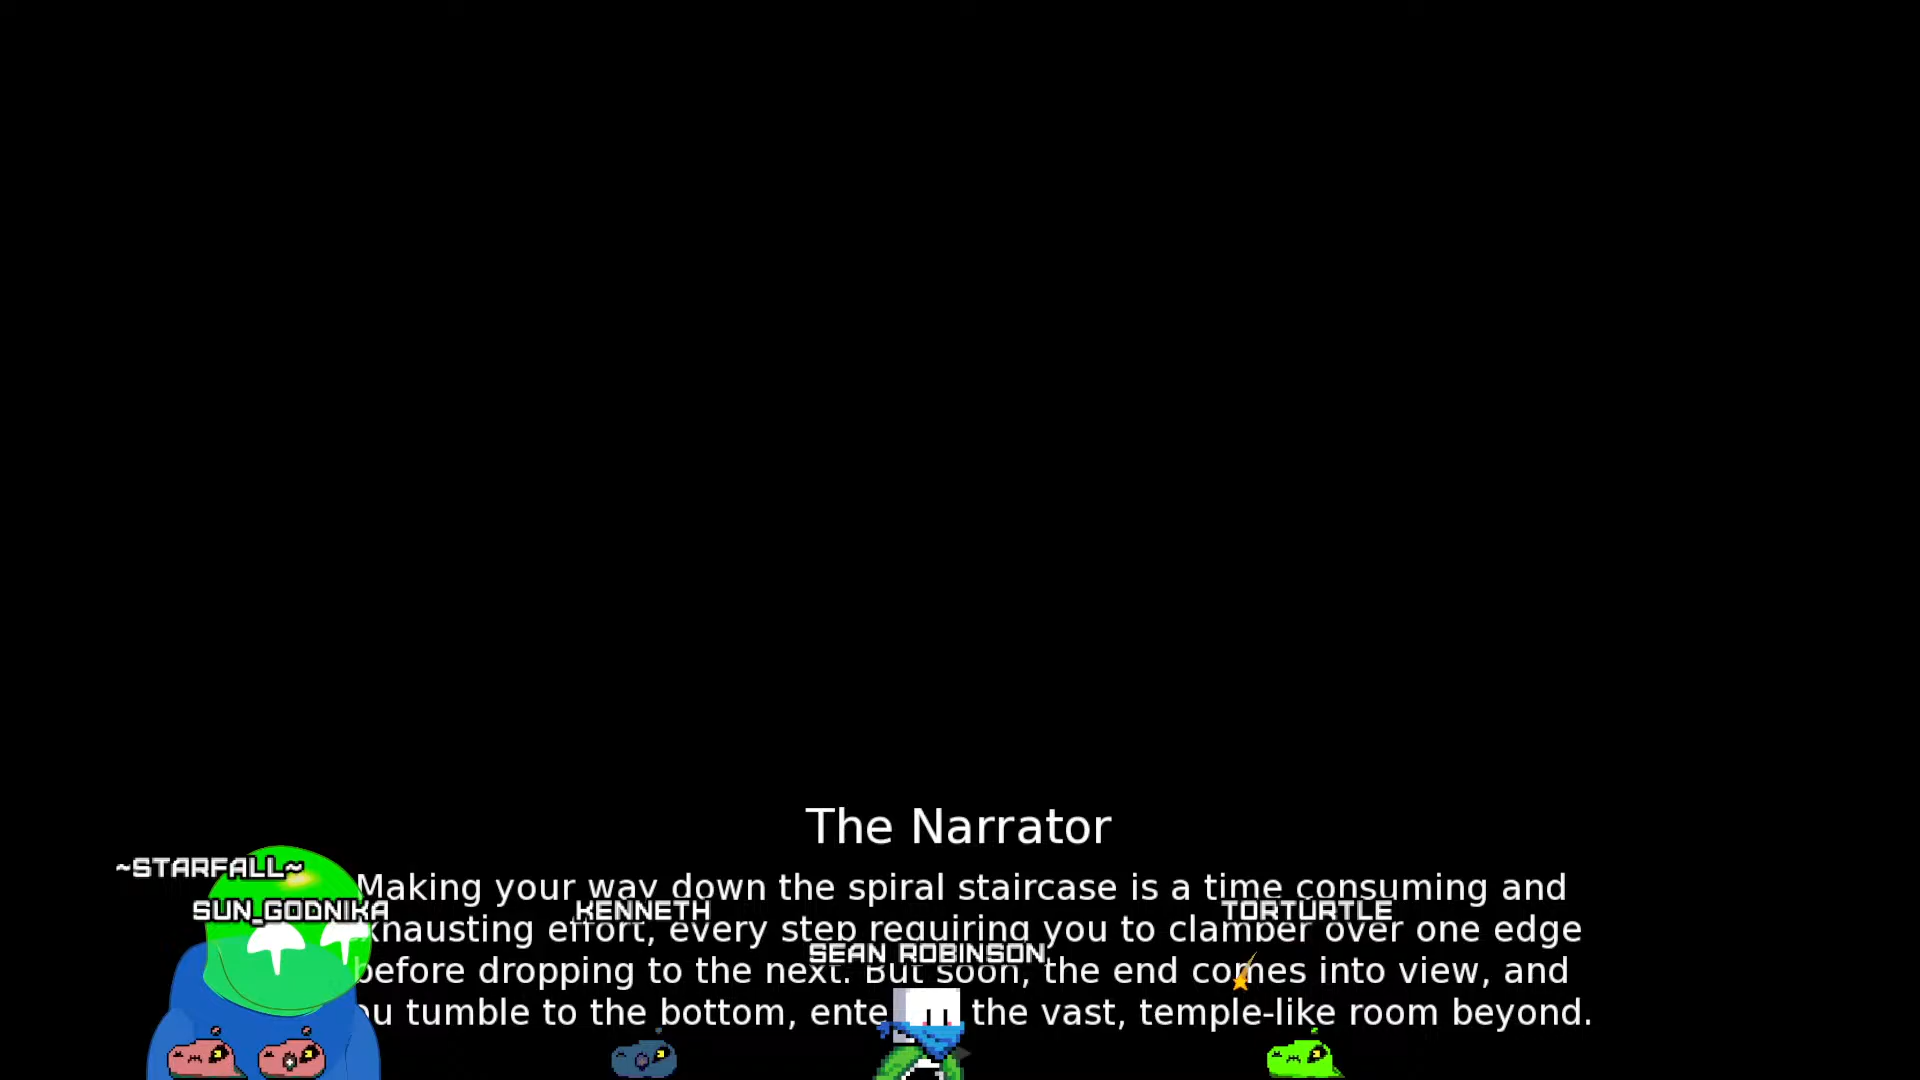 The Narrator
~STARFALL~
Making your way down the spiral staircase is a time consuming and
SUN_GODNIKA KENNETH TORTURTLE
exhausting effort, every step requiring you to clamber over one edge
SEAN ROBINSON
before dropping to the next. But soon, the end comes into view, and
you tumble to the bottom, the vast, temple-like room beyond.